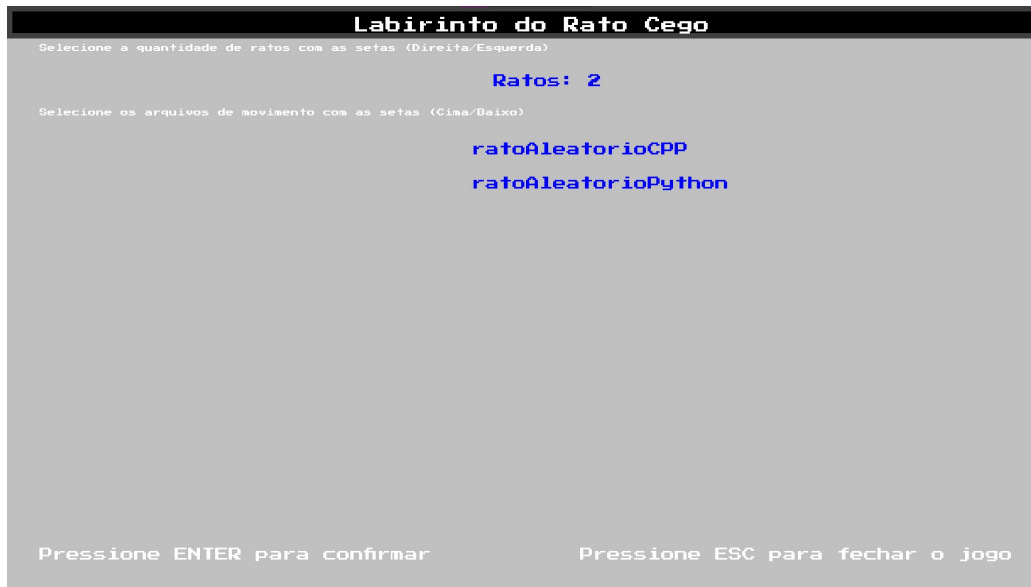 Labirinto do Rato Cego
Selecione a quantidade de ratos com as setas (Direita/Esquerda)
Ratos: 2
Selecione os arquivos de movimento com as setas (Cima/Baixo)
ratoAleatorioCPP
ratoAleatorioPython
Pressione ENTER para confirmar
Pressione ESC para fechar o jogo